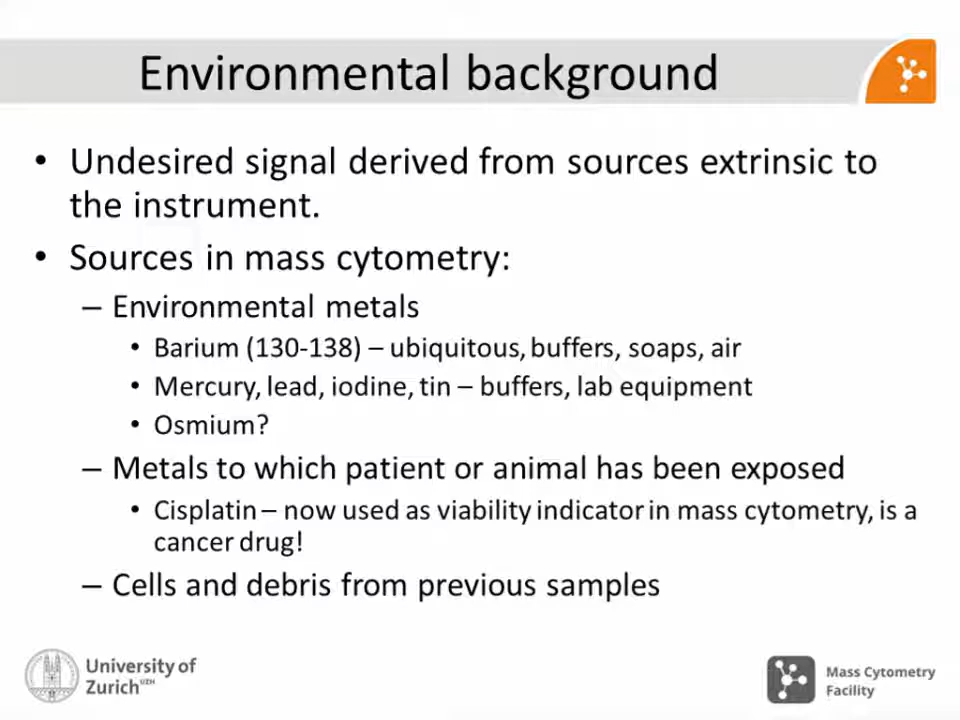 Environmental background
• Undesired signal derived from sources extrinsic to
the instrument.
• Sources in mass cytometry:
– Environmental metals
• Barium (130-138) – ubiquitous, buffers, soaps, air
• Mercury, lead, iodine, tin – buffers, lab equipment
• Osmium?
– Metals to which patient or animal has been exposed
• Cisplatin – now used as viability indicator in mass cytometry, is a
cancer drug!
– Cells and debris from previous samples
University of
Zurich UZH
Mass Cytometry
Facility